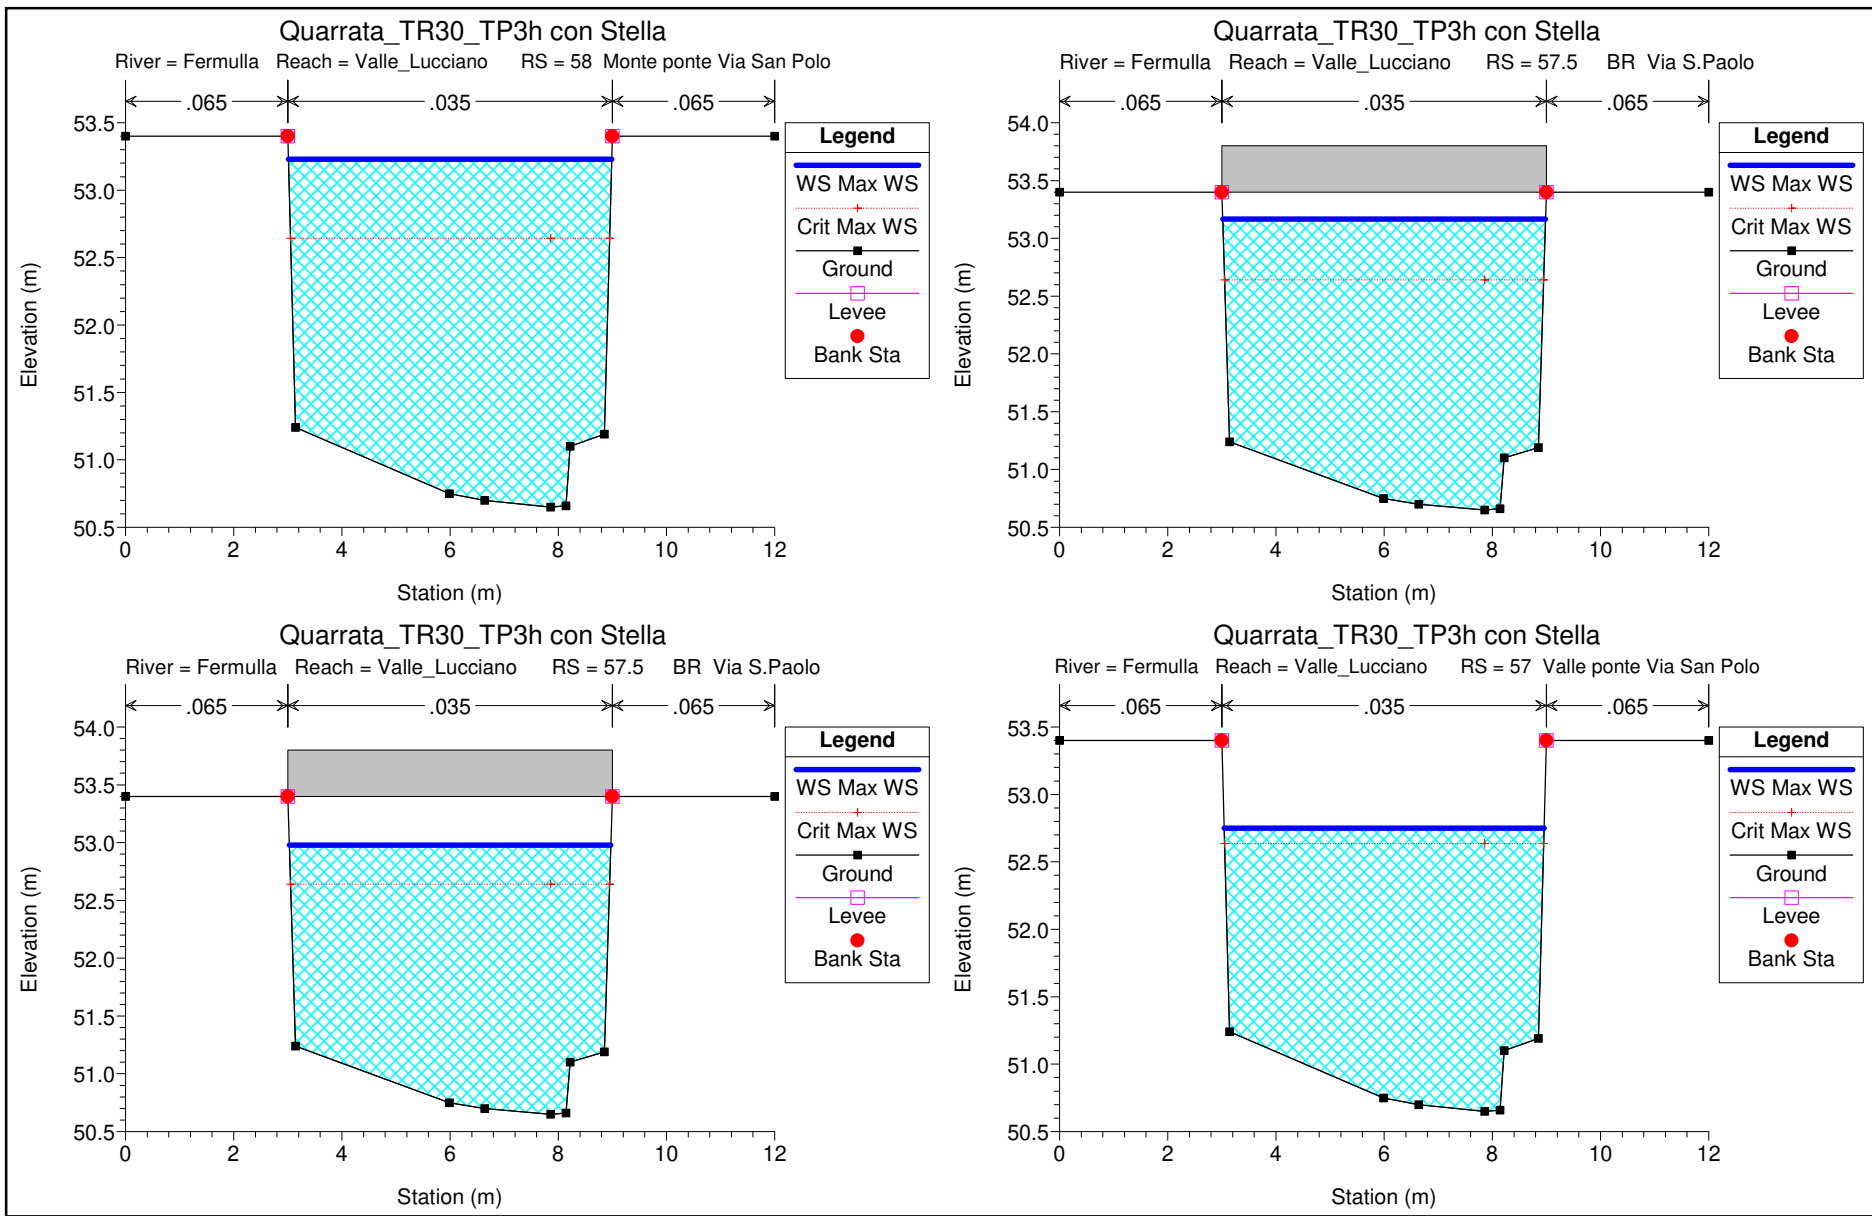 Quarrata_TR30_TP3h con Stella
River = Fermulla Reach = Valle_Lucciano RS = 58 Monte ponte Via San Polo
.065 .035 .065
53.5
53.0
52.5
52.0
51.5
51.0
50.5
0 2 4 6 8 10 12
Station (m)
Elevation (m)
Legend
WS Max WS
Crit Max WS
Ground
Levee
Bank Sta
Quarrata_TR30_TP3h con Stella
River = Fermulla Reach = Valle_Lucciano RS = 57.5 BR Via S.Paolo
.065 .035 .065
54.0
53.5
53.0
52.5
52.0
51.5
51.0
50.5
0 2 4 6 8 10 12
Station (m)
Elevation (m)
Legend
WS Max WS
Crit Max WS
Ground
Levee
Bank Sta
Quarrata_TR30_TP3h con Stella
River = Fermulla Reach = Valle_Lucciano RS = 57.5 BR Via S.Paolo
.065 .035 .065
54.0
53.5
53.0
52.5
52.0
51.5
51.0
50.5
0 2 4 6 8 10 12
Station (m)
Elevation (m)
Legend
WS Max WS
Crit Max WS
Ground
Levee
Bank Sta
Quarrata_TR30_TP3h con Stella
River = Fermulla Reach = Valle_Lucciano RS = 57 Valle ponte Via San Polo
.065 .035 .065
53.5
53.0
52.5
52.0
51.5
51.0
50.5
0 2 4 6 8 10 12
Station (m)
Elevation (m)
Legend
WS Max WS
Crit Max WS
Ground
Levee
Bank Sta